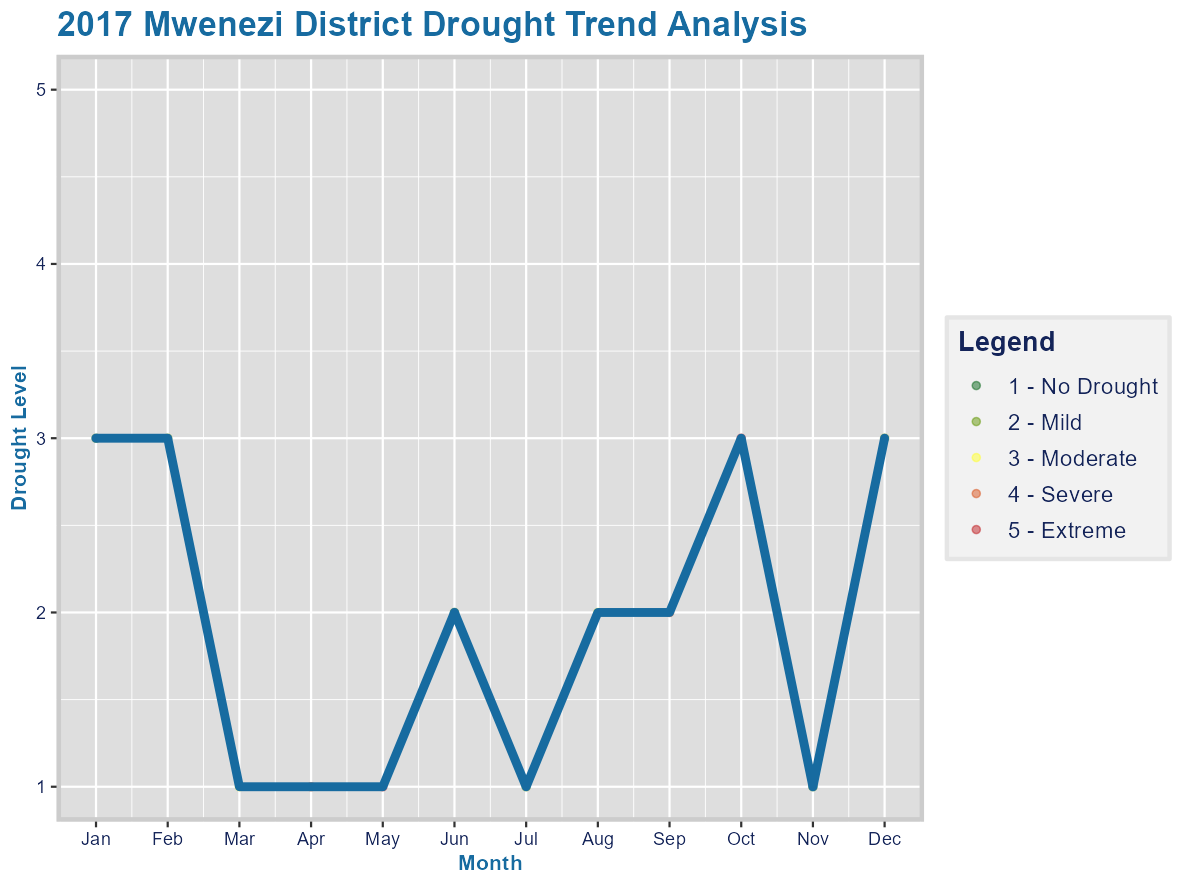 2017 Mwenezi District Drought Trend Analysis
5
4
3
2
1
Drought Level
Jan Feb Mar Apr May Jun Jul Aug Sep Oct Nov Dec
Month
Legend
1 - No Drought
2 - Mild
3 - Moderate
4 - Severe
5 - Extreme